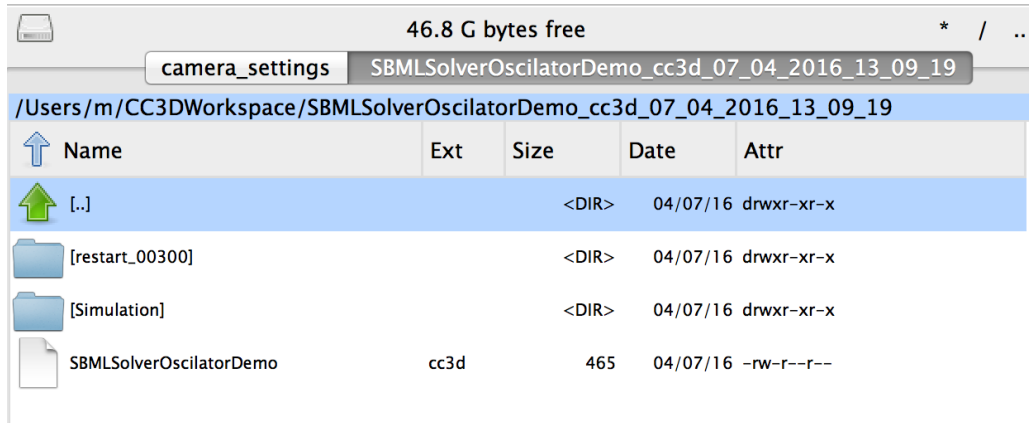 46.8 G bytes free * / ..
camera_settings SBMLSolverOscilatorDemo_cc3d_07_04_2016_13_09_19
/Users/m/CC3DWorkspace/SBMLSolverOscilatorDemo_cc3d_07_04_2016_13_09_19
Name Ext Size Date Attr
[..] <DIR> 04/07/16 drwxr-xr-x
[restart_00300] <DIR> 04/07/16 drwxr-xr-x
[Simulation] <DIR> 04/07/16 drwxr-xr-x
SBMLSolverOscilatorDemo cc3d 465 04/07/16 -rw-r--r--